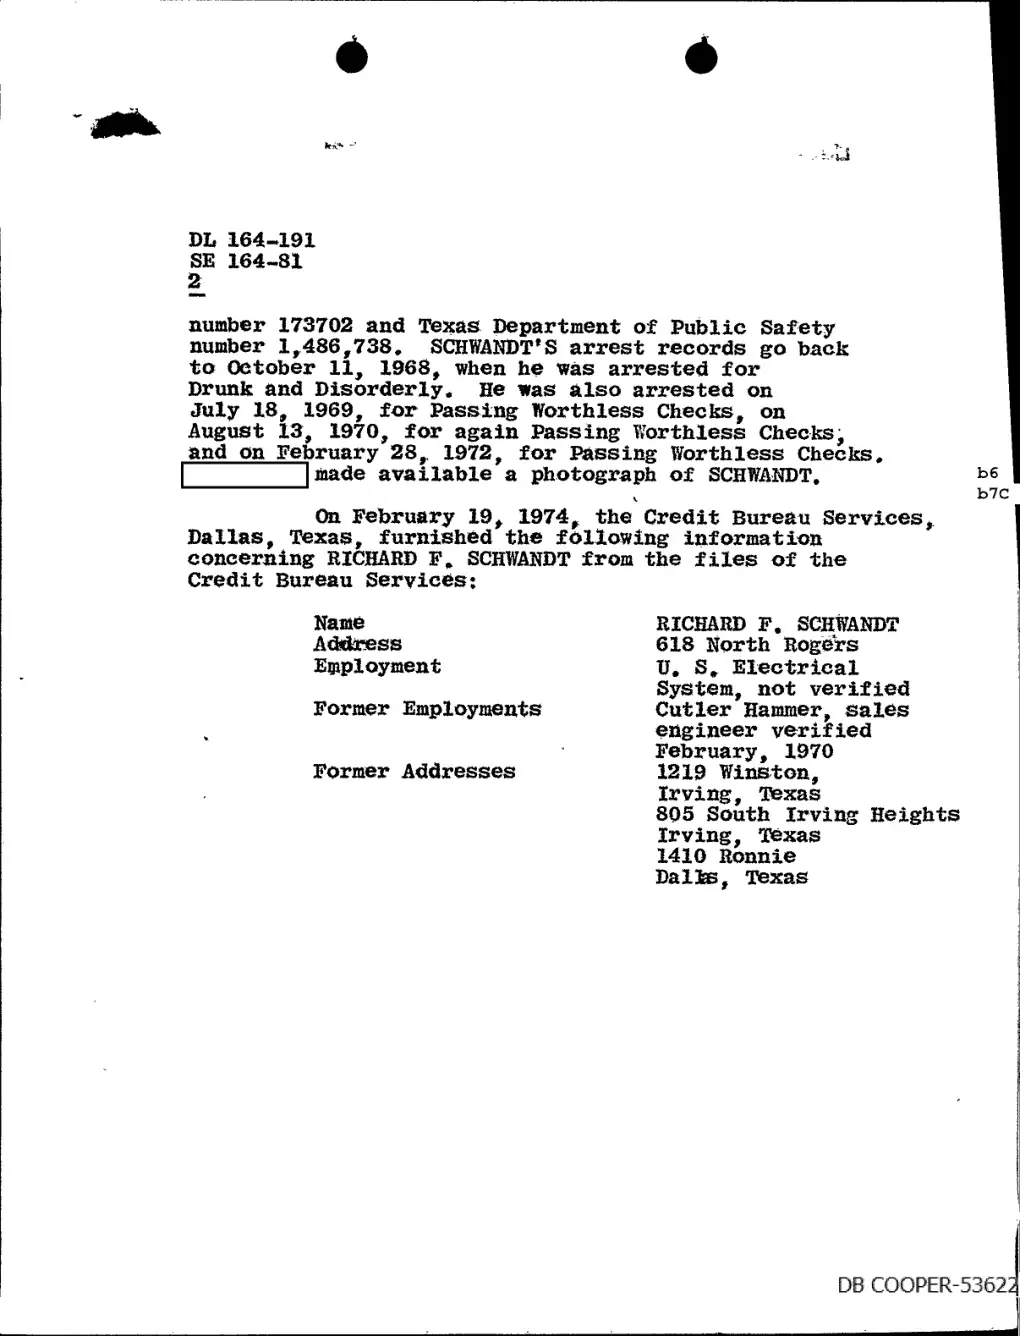 DL 164-191
SE 164-81
2
number 173702 and Texas Department of Public Safety
number 1,486,738. SCHWANDT'S arrest records go back
to October 11, 1968, when he was arrested for
Drunk and Disorderly. He was also arrested on
July 18, 1969, for Passing Worthless Checks, on
August 13, 1970, for again Passing Worthless Checks,
and on February 28, 1972, for Passing Worthless Checks.
made available a photograph of SCHWANDT.
b6
b7C
On February 19, 1974, the Credit Bureau Services,
Dallas, Texas, furnished the following information
concerning RICHARD F. SCHWANDT from the files of the
Credit Bureau Services:
Name RICHARD F. SCHWANDT
Address 618 North Rogers
Employment U. S. Electrical
System, not verified
Former Employments Cutler Hammer, sales
engineer verified
February, 1970
Former Addresses 1219 Winston,
Irving, Texas
805 South Irving Heights
Irving, Texas
1410 Ronnie
Dallas, Texas
DB COOPER-53622